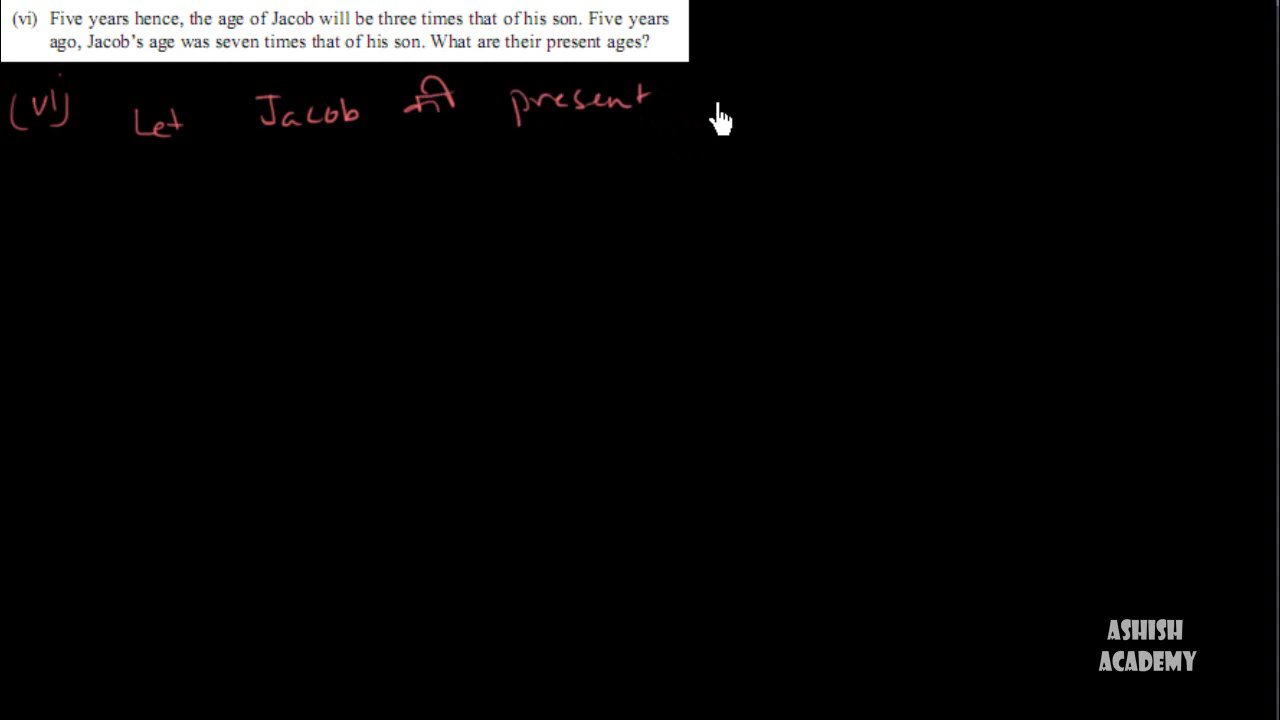 (vi) Five years hence, the age of Jacob will be three times that of his son. Five years
ago, Jacob's age was seven times that of his son. What are their present ages?
(vi) Let Jacob की present
ASHISH
ACADEMY